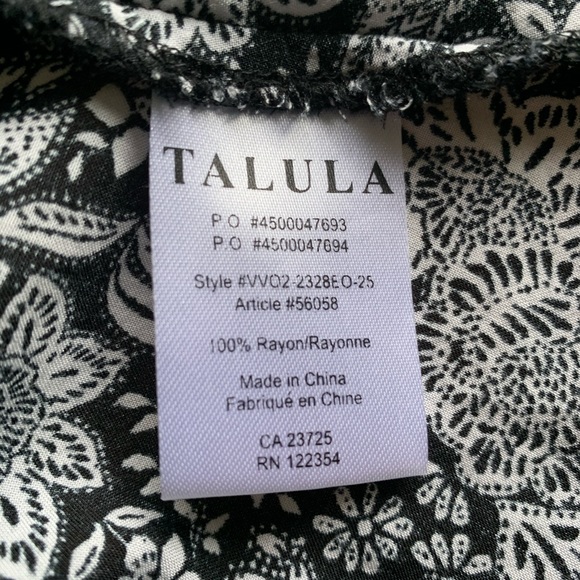 TALULA
P.O #4500047693
P.O #4500047694
Style #VVO2-2328EO-25
Article #56058
100% Rayon/Rayonne
Made in China
Fabriqué en Chine
CA 23725
RN 122354